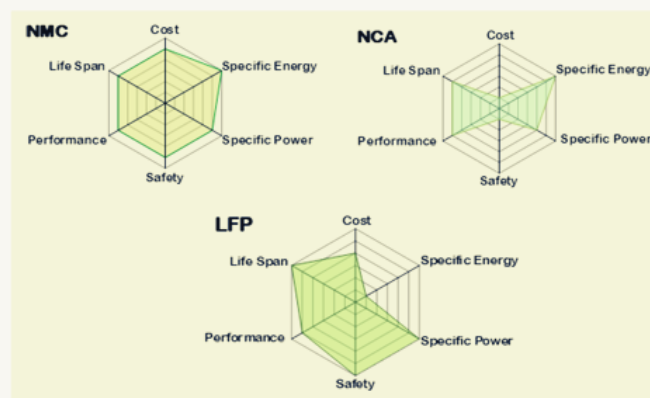 NMC
Cost
Life Span
Specific Energy
Performance
Specific Power
Safety
NCA
Cost
Life Span
Specific Energy
Performance
Specific Power
Safety
LFP
Cost
Life Span
Specific Energy
Performance
Specific Power
Safety